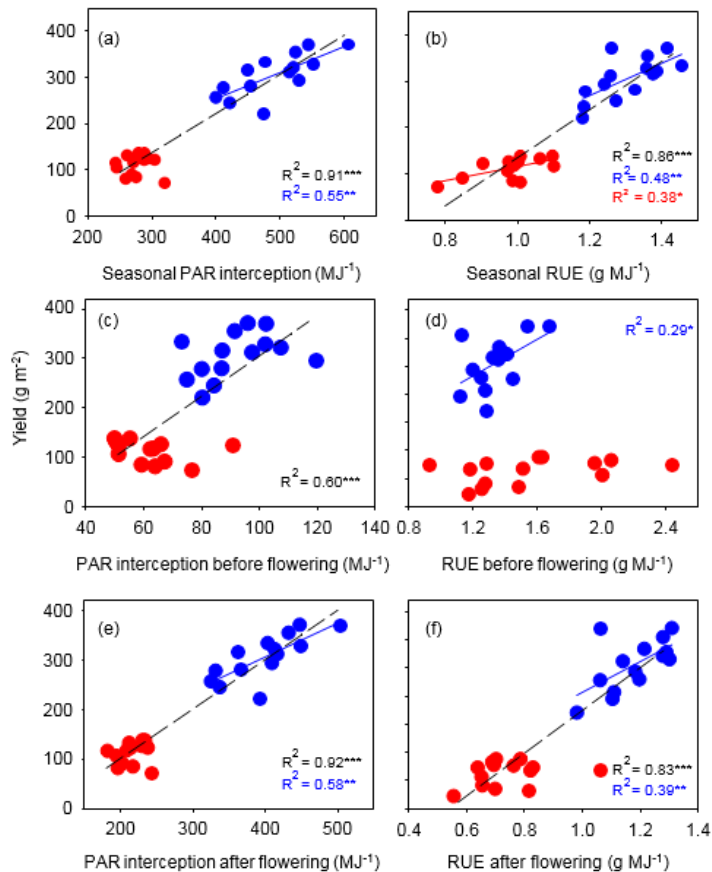 400
300
200
100
0
(a)
R² = 0.91***
R² = 0.55**
200 300 400 500 600
Seasonal PAR interception (MJ⁻¹)
(b)
R² = 0.86***
R² = 0.48**
R² = 0.38*
0.8 1.0 1.2 1.4
Seasonal RUE (g MJ⁻¹)
Yield (g m⁻²)
400
300
200
100
0
(c)
R² = 0.60***
40 60 80 100 120 140
PAR interception before flowering (MJ⁻¹)
(d)
R² = 0.29*
0.8 1.2 1.6 2.0 2.4
RUE before flowering (g MJ⁻¹)
400
300
200
100
0
(e)
R² = 0.92***
R² = 0.58**
200 300 400 500
PAR interception after flowering (MJ⁻¹)
(f)
R² = 0.83***
R² = 0.39**
0.4 0.6 0.8 1.0 1.2 1.4
RUE after flowering (g MJ⁻¹)